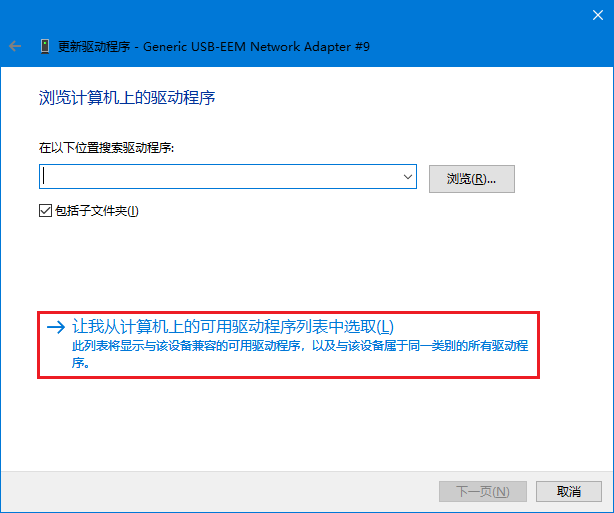 更新驱动程序 - Generic USB-EEM Network Adapter #9
浏览计算机上的驱动程序
在以下位置搜索驱动程序:
浏览(R)...
包括子文件夹(I)
让我从计算机上的可用驱动程序列表中选取(L)
此列表将显示与该设备兼容的可用驱动程序，以及与该设备属于同一类别的所有驱动程
序。
下一页(N)
取消